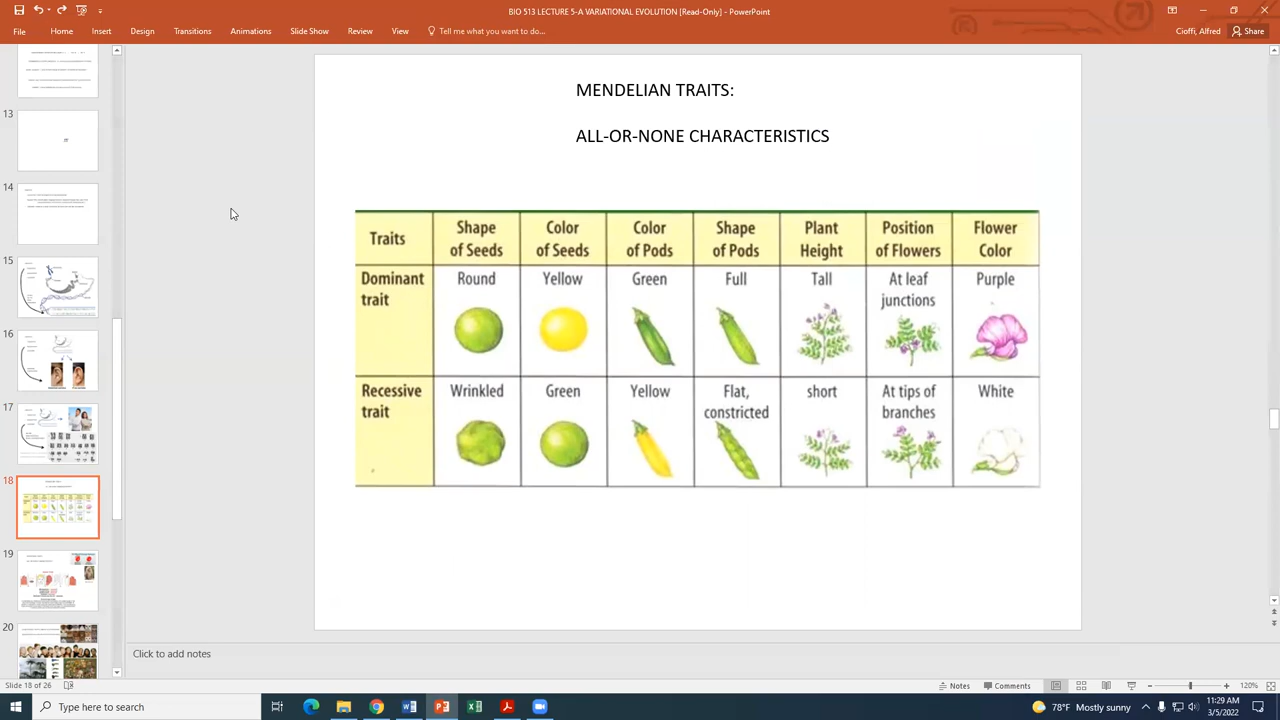 BIO 513 LECTURE 5-A VARIATIONAL EVOLUTION [Read-Only] - PowerPoint
File Home Insert Design Transitions Animations Slide Show Review View Tell me what you want to do... Cioffi, Alfred Share
13
14
15
16
17
18
19
20
MENDELIAN TRAITS:
ALL-OR-NONE CHARACTERISTICS
Traits
Shape
of Seeds
Color
of Seeds
Color
of Pods
Shape
of Pods
Plant
Height
Position
of Flowers
Flower
Color
Dominant
trait
Round
Yellow
Green
Full
Tall
At leaf
junctions
Purple
Recessive
trait
Wrinkled
Green
Yellow
Flat,
constricted
short
At tips of
branches
White
Click to add notes
Slide 18 of 26 Notes Comments 120%
Type here to search
78°F Mostly sunny
11:29 AM
3/5/2022